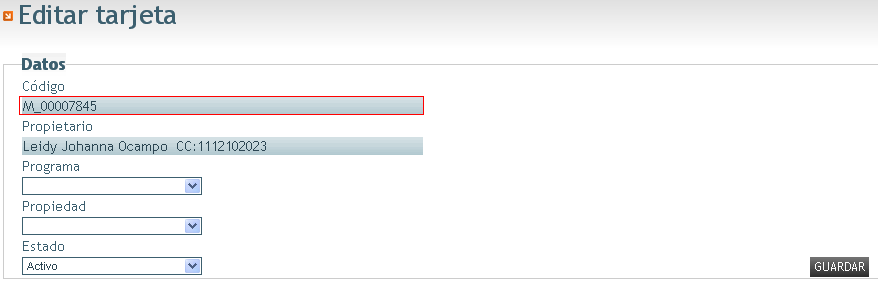 Editar tarjeta
Datos
Código
M_00007845
Propietario
Leidy Johanna Ocampo CC:1112102023
Programa
Propiedad
Estado
Activo
GUARDAR